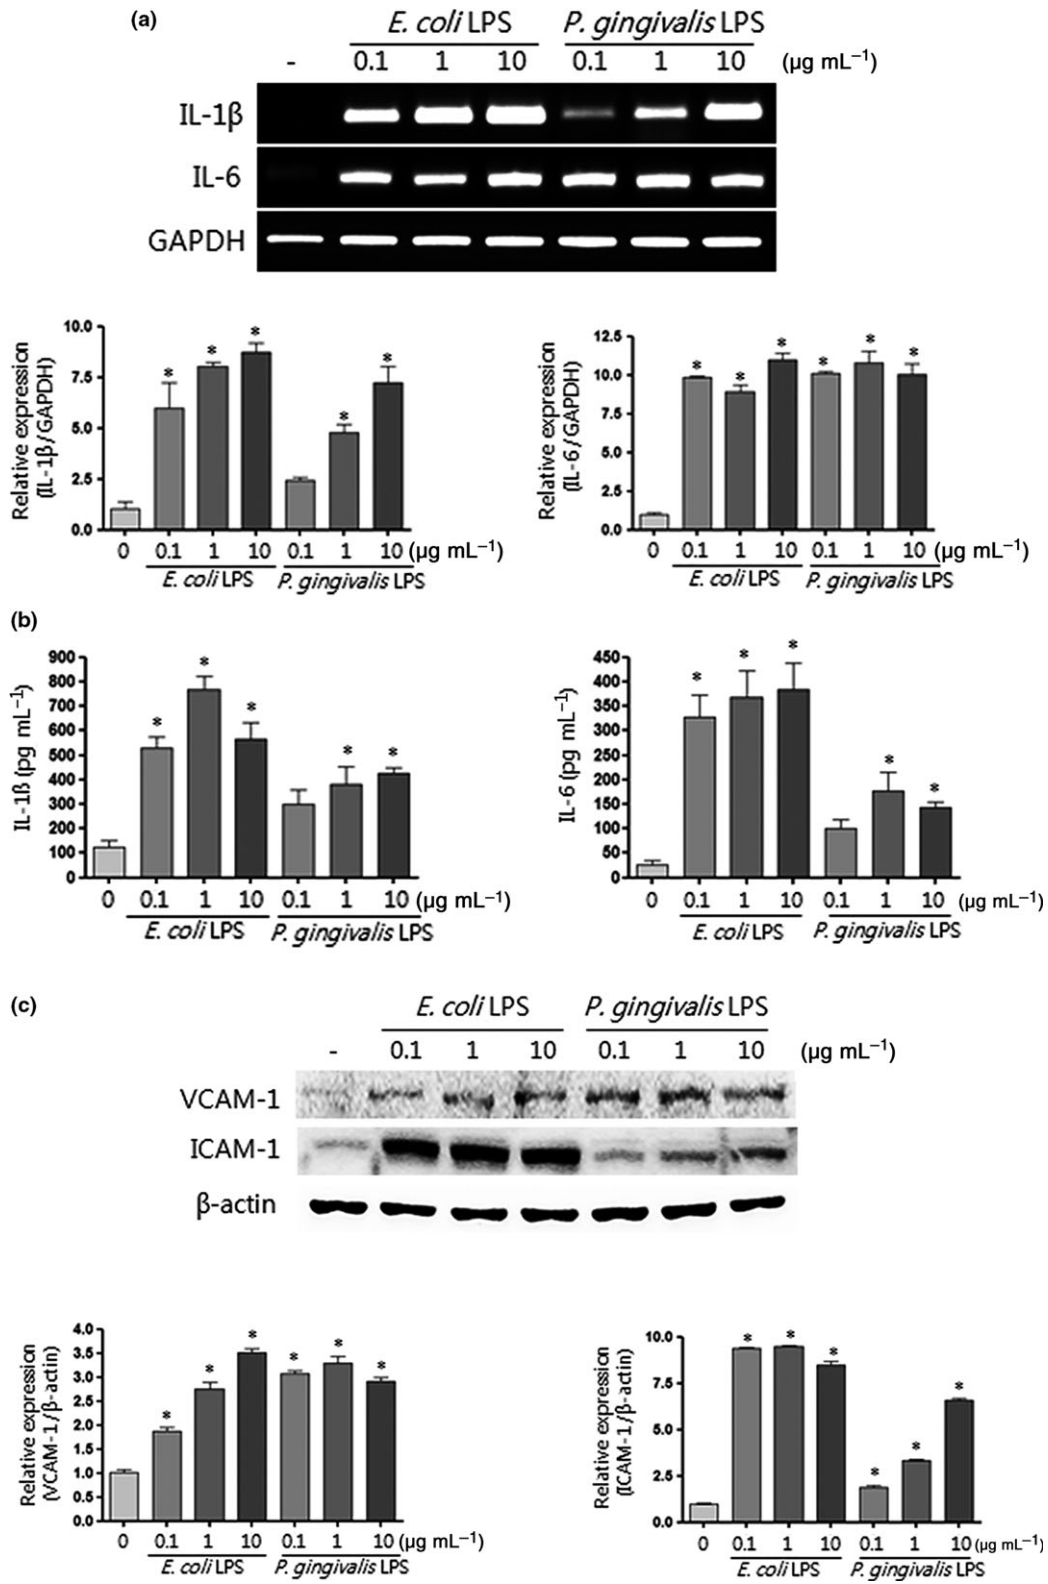 (a)
E. coli LPS P. gingivalis LPS
- 0.1 1 10 0.1 1 10 (µg mL⁻¹)
IL-1β
IL-6
GAPDH
Relative expression
(IL-1β/GAPDH)
10.0
*
*
*
*
*
7.5
5.0
2.5
0.0
0 0.1 1 10 0.1 1 10 (µg mL⁻¹)
E. coli LPS P. gingivalis LPS
Relative expression
(IL-6/GAPDH)
12.5
* * * * * *
10.0
7.5
5.0
2.5
0.0
0 0.1 1 10 0.1 1 10 (µg mL⁻¹)
E. coli LPS P. gingivalis LPS
(b)
IL-1ß (pg mL⁻¹)
900
800
700
600
500
400
300
200
100
0
* * * * *
0 0.1 1 10 0.1 1 10 (µg mL⁻¹)
E. coli LPS P. gingivalis LPS
IL-6 (pg mL⁻¹)
450
400
350
300
250
200
150
100
50
0
* * * * *
0 0.1 1 10 0.1 1 10 (µg mL⁻¹)
E. coli LPS P. gingivalis LPS
(c)
E. coli LPS P. gingivalis LPS
- 0.1 1 10 0.1 1 10 (µg mL⁻¹)
VCAM-1
ICAM-1
β-actin
Relative expression
(VCAM-1/β-actin)
4.0
3.5
3.0
2.5
2.0
1.5
1.0
0.5
0.0
* * * * * *
0 0.1 1 10 0.1 1 10 (µg mL⁻¹)
E. coli LPS P. gingivalis LPS
Relative expression
(ICAM-1/β-actin)
10.0
7.5
5.0
2.5
0.0
* * * * * *
0 0.1 1 10 0.1 1 10 (µg mL⁻¹)
E. coli LPS P. gingivalis LPS